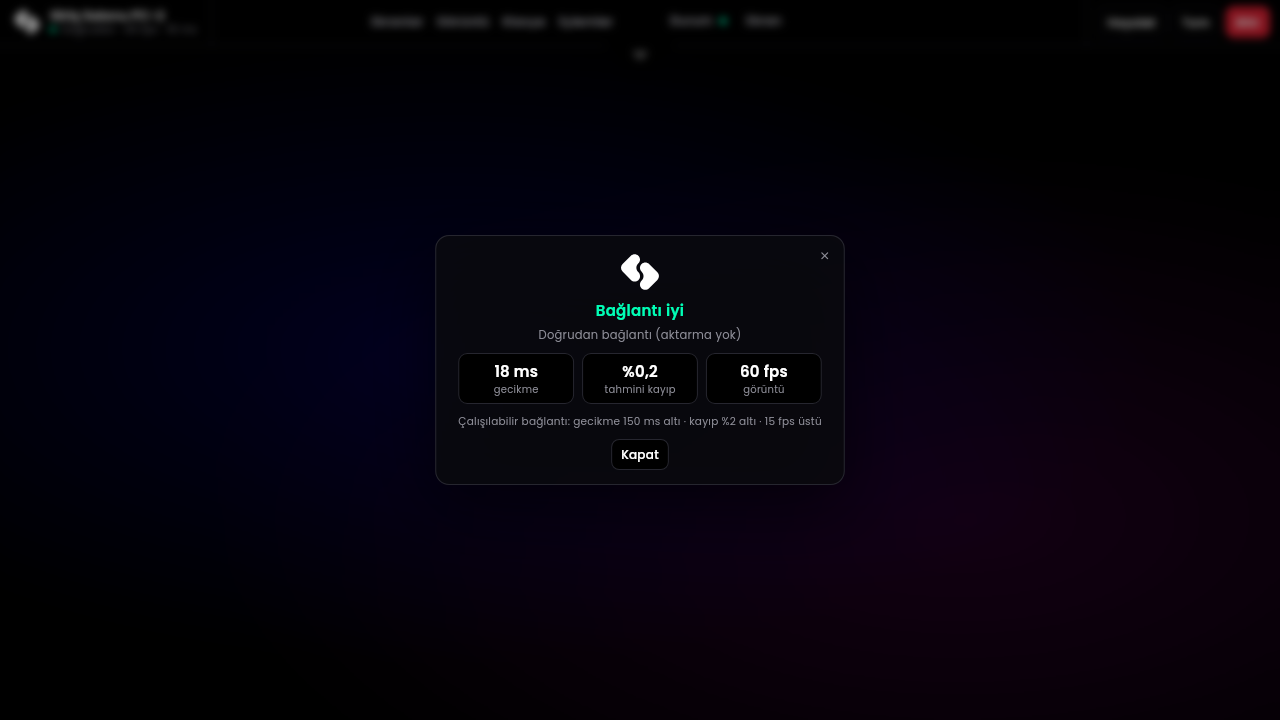 Bağlantı iyi
Doğrudan bağlantı (aktarma yok)
18 ms
gecikme
%0,2
tahmini kayıp
60 fps
görüntü
Çalışılabilir bağlantı: gecikme 150 ms altı · kayıp %2 altı · 15 fps üstü
Kapat